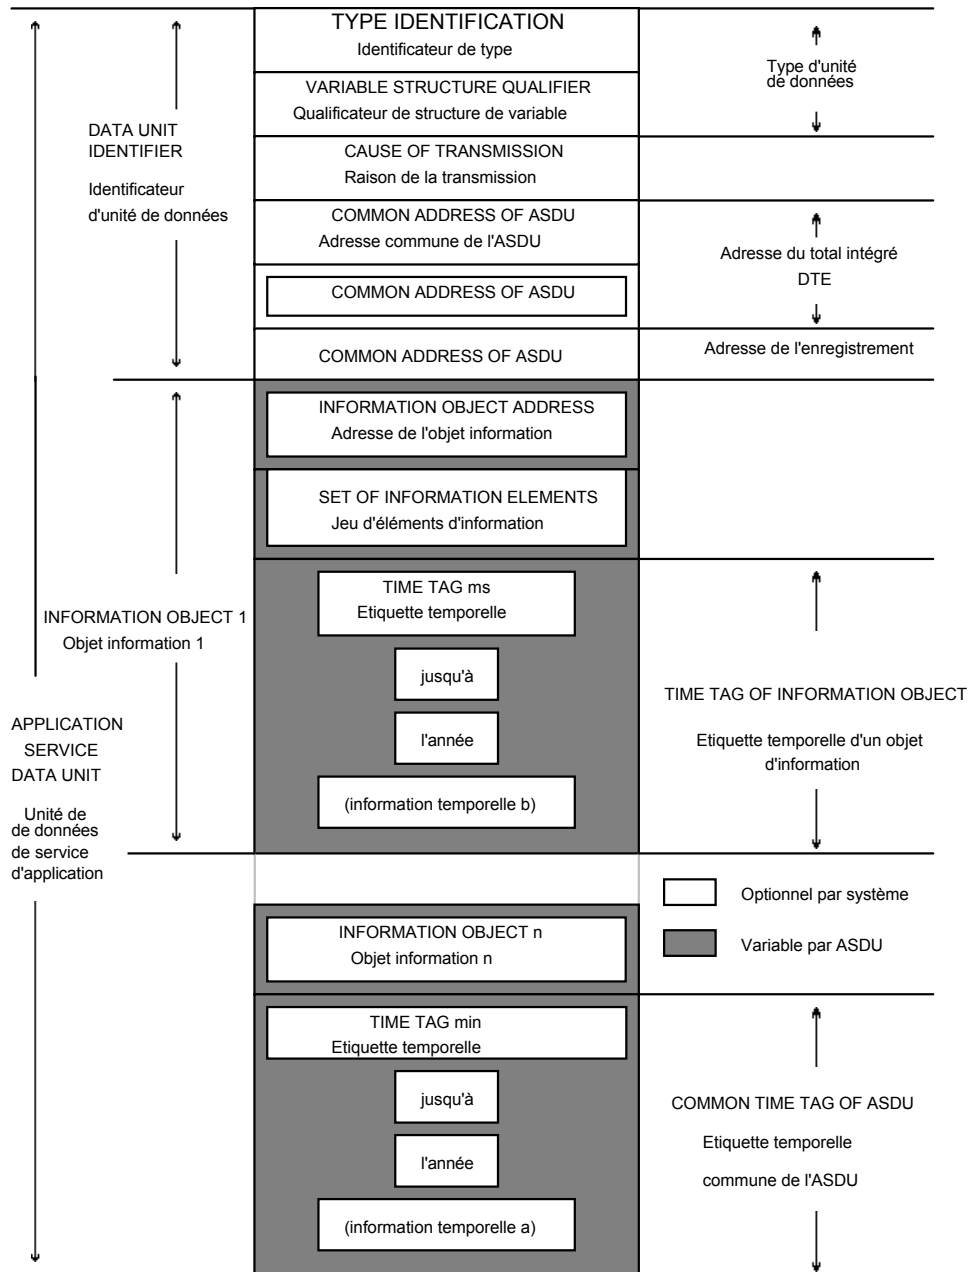 TYPE IDENTIFICATION
Identificateur de type
VARIABLE STRUCTURE QUALIFIER
Qualificateur de structure de variable
Type d'unité
de données
DATA UNIT
IDENTIFIER
Identificateur
d'unité de données
CAUSE OF TRANSMISSION
Raison de la transmission
COMMON ADDRESS OF ASDU
Adresse commune de l'ASDU
COMMON ADDRESS OF ASDU
Adresse du total intégré
DTE
COMMON ADDRESS OF ASDU
Adresse de l'enregistrement
INFORMATION OBJECT ADDRESS
Adresse de l'objet information
SET OF INFORMATION ELEMENTS
Jeu d'éléments d'information
INFORMATION OBJECT 1
Objet information 1
TIME TAG ms
Etiquette temporelle
jusqu'à
l'année
(information temporelle b)
TIME TAG OF INFORMATION OBJECT
Etiquette temporelle d'un objet
d'information
APPLICATION
SERVICE
DATA UNIT
Unité de
de données
de service
d'application
Optionnel par système
Variable par ASDU
INFORMATION OBJECT n
Objet information n
TIME TAG min
Etiquette temporelle
jusqu'à
l'année
(information temporelle a)
COMMON TIME TAG OF ASDU
Etiquette temporelle
commune de l'ASDU